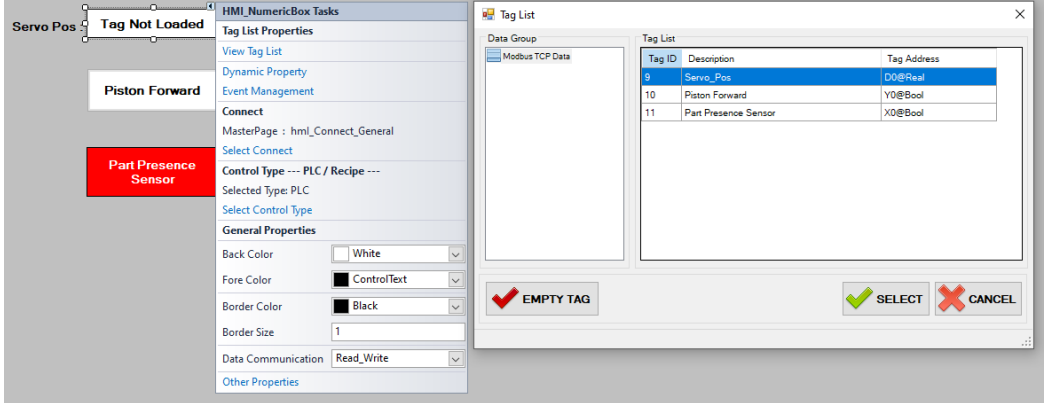 Servo Pos :
Tag Not Loaded
Piston Forward
Part Presence
Sensor
HMI_NumericBox Tasks
Tag List Properties
View Tag List
Dynamic Property
Event Management
Connect
MasterPage : hml_Connect_General
Select Connect
Control Type --- PLC / Recipe ---
Selected Type: PLC
Select Control Type
General Properties
Back Color White
Fore Color ControlText
Border Color Black
Border Size 1
Data Communication Read_Write
Other Properties
Tag List
Data Group
Modbus TCP Data
Tag List
Tag ID Description Tag Address
9 Servo_Pos D0@Real
10 Piston Forward Y0@Bool
11 Part Presence Sensor X0@Bool
EMPTY TAG
SELECT
CANCEL